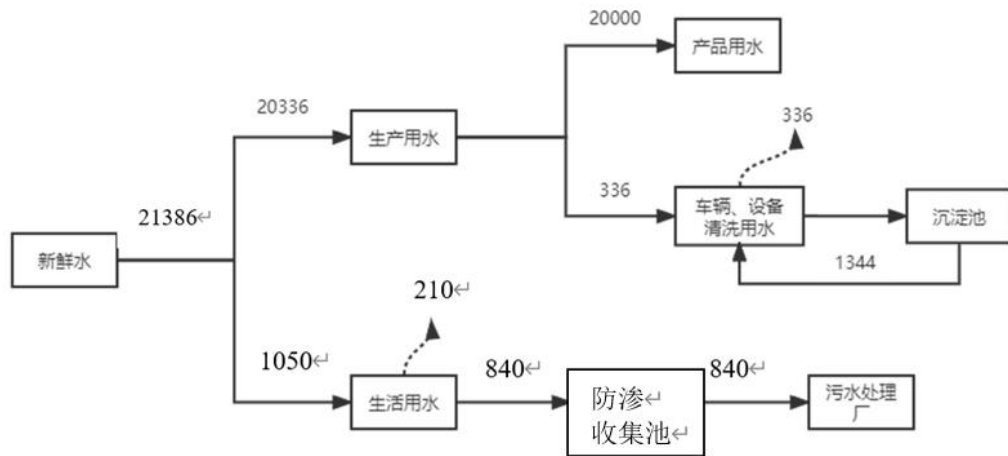 20000
产品用水
20336
生产用水
336
336
车辆、设备
清洗用水
沉淀池
1344
21386↵
新鲜水
210↵
1050↵
生活用水
840↵
防渗↵
收集池↵
840↵
污水处理
厂